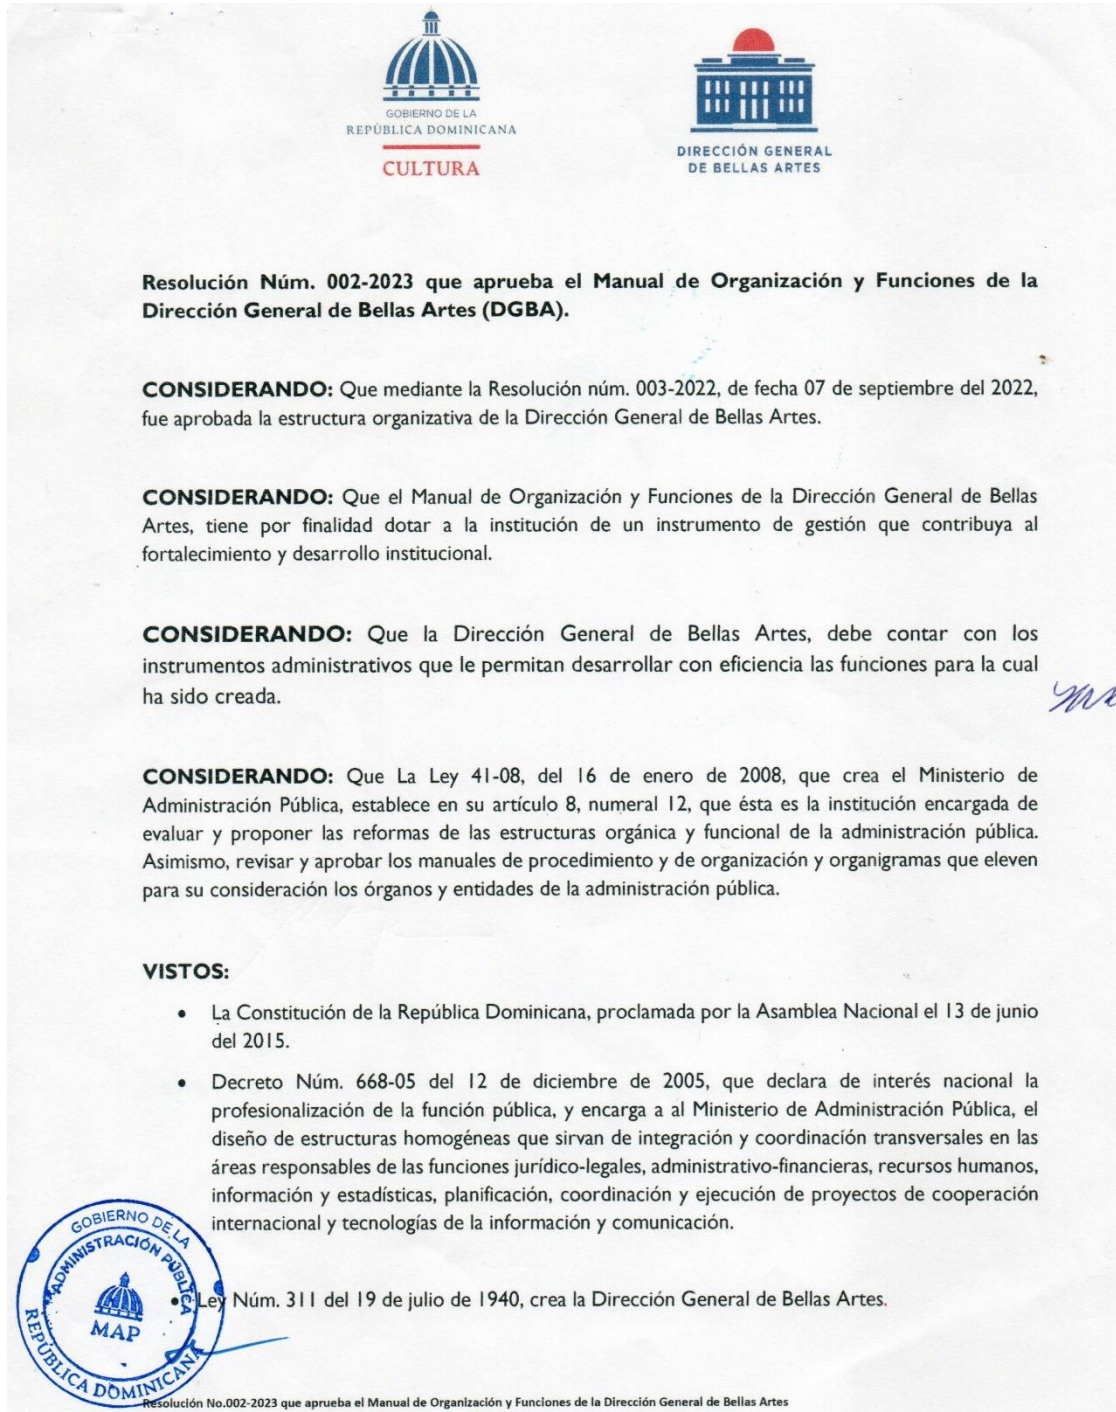 GOBIERNO DE LA
REPÚBLICA DOMINICANA
CULTURA
DIRECCIÓN GENERAL
DE BELLAS ARTES
Resolución Núm. 002-2023 que aprueba el Manual de Organización y Funciones de la
Dirección General de Bellas Artes (DGBA).
CONSIDERANDO: Que mediante la Resolución núm. 003-2022, de fecha 07 de septiembre del 2022,
fue aprobada la estructura organizativa de la Dirección General de Bellas Artes.
CONSIDERANDO: Que el Manual de Organización y Funciones de la Dirección General de Bellas
Artes, tiene por finalidad dotar a la institución de un instrumento de gestión que contribuya al
fortalecimiento y desarrollo institucional.
CONSIDERANDO: Que la Dirección General de Bellas Artes, debe contar con los
instrumentos administrativos que le permitan desarrollar con eficiencia las funciones para la cual
ha sido creada.
CONSIDERANDO: Que La Ley 41-08, del 16 de enero de 2008, que crea el Ministerio de
Administración Pública, establece en su artículo 8, numeral 12, que ésta es la institución encargada de
evaluar y proponer las reformas de las estructuras orgánica y funcional de la administración pública.
Asimismo, revisar y aprobar los manuales de procedimiento y de organización y organigramas que eleven
para su consideración los órganos y entidades de la administración pública.
VISTOS:
• La Constitución de la República Dominicana, proclamada por la Asamblea Nacional el 13 de junio
del 2015.
• Decreto Núm. 668-05 del 12 de diciembre de 2005, que declara de interés nacional la
profesionalización de la función pública, y encarga a al Ministerio de Administración Pública, el
diseño de estructuras homogéneas que sirvan de integración y coordinación transversales en las
áreas responsables de las funciones jurídico-legales, administrativo-financieras, recursos humanos,
información y estadísticas, planificación, coordinación y ejecución de proyectos de cooperación
internacional y tecnologías de la información y comunicación.
• Ley Núm. 311 del 19 de julio de 1940, crea la Dirección General de Bellas Artes.
GOBIERNO DE LA
REPÚBLICA DOMINICANA
ADMINISTRACIÓN PÚBLICA
MAP
Resolución No.002-2023 que aprueba el Manual de Organización y Funciones de la Dirección General de Bellas Artes